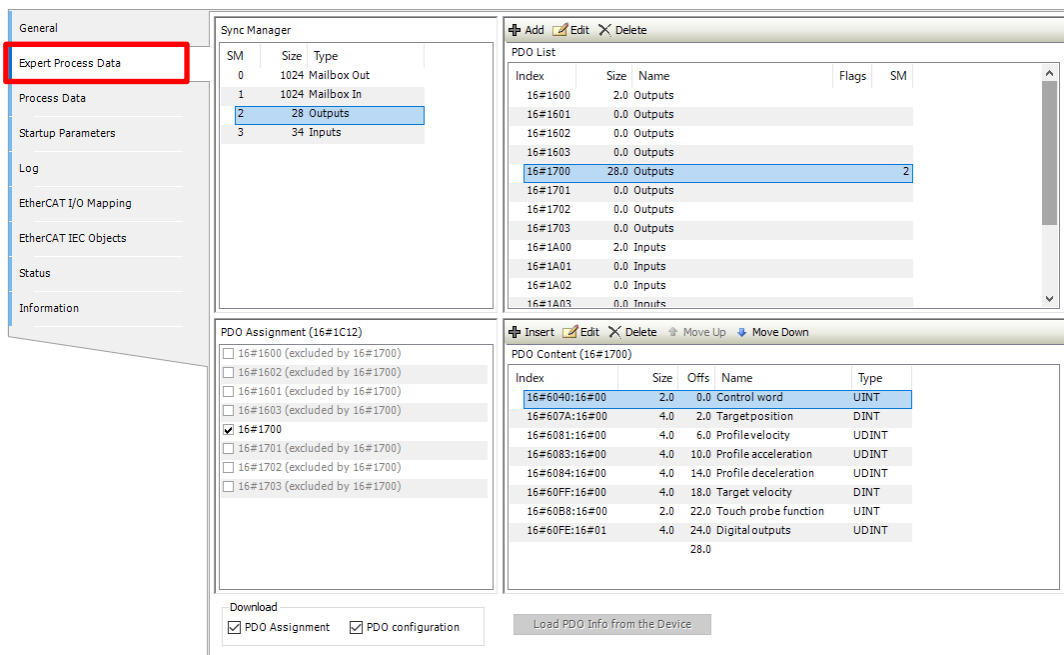 General
Expert Process Data
Process Data
Startup Parameters
Log
EtherCAT I/O Mapping
EtherCAT IEC Objects
Status
Information
Sync Manager
SM Size Type
0 1024 Mailbox Out
1 1024 Mailbox In
2 28 Outputs
3 34 Inputs
Add Edit Delete
PDO List
Index Size Name Flags SM
16#1600 2.0 Outputs
16#1601 0.0 Outputs
16#1602 0.0 Outputs
16#1603 0.0 Outputs
16#1700 28.0 Outputs 2
16#1701 0.0 Outputs
16#1702 0.0 Outputs
16#1703 0.0 Outputs
16#1A00 2.0 Inputs
16#1A01 0.0 Inputs
16#1A02 0.0 Inputs
16#1A03 0.0 Inputs
PDO Assignment (16#1C12)
16#1600 (excluded by 16#1700)
16#1602 (excluded by 16#1700)
16#1601 (excluded by 16#1700)
16#1603 (excluded by 16#1700)
16#1700
16#1701 (excluded by 16#1700)
16#1702 (excluded by 16#1700)
16#1703 (excluded by 16#1700)
Insert Edit Delete Move Up Move Down
PDO Content (16#1700)
Index Size Offs Name Type
16#6040:16#00 2.0 0.0 Control word UINT
16#607A:16#00 4.0 2.0 Targetposition DINT
16#6081:16#00 4.0 6.0 Profilevelocity UDINT
16#6083:16#00 4.0 10.0 Profile acceleration UDINT
16#6084:16#00 4.0 14.0 Profile deceleration UDINT
16#60FF:16#00 4.0 18.0 Target velocity DINT
16#60B8:16#00 2.0 22.0 Touch probe function UINT
16#60FE:16#01 4.0 24.0 Digitaloutputs UDINT
28.0
Download
PDO Assignment PDO configuration
Load PDO Info from the Device